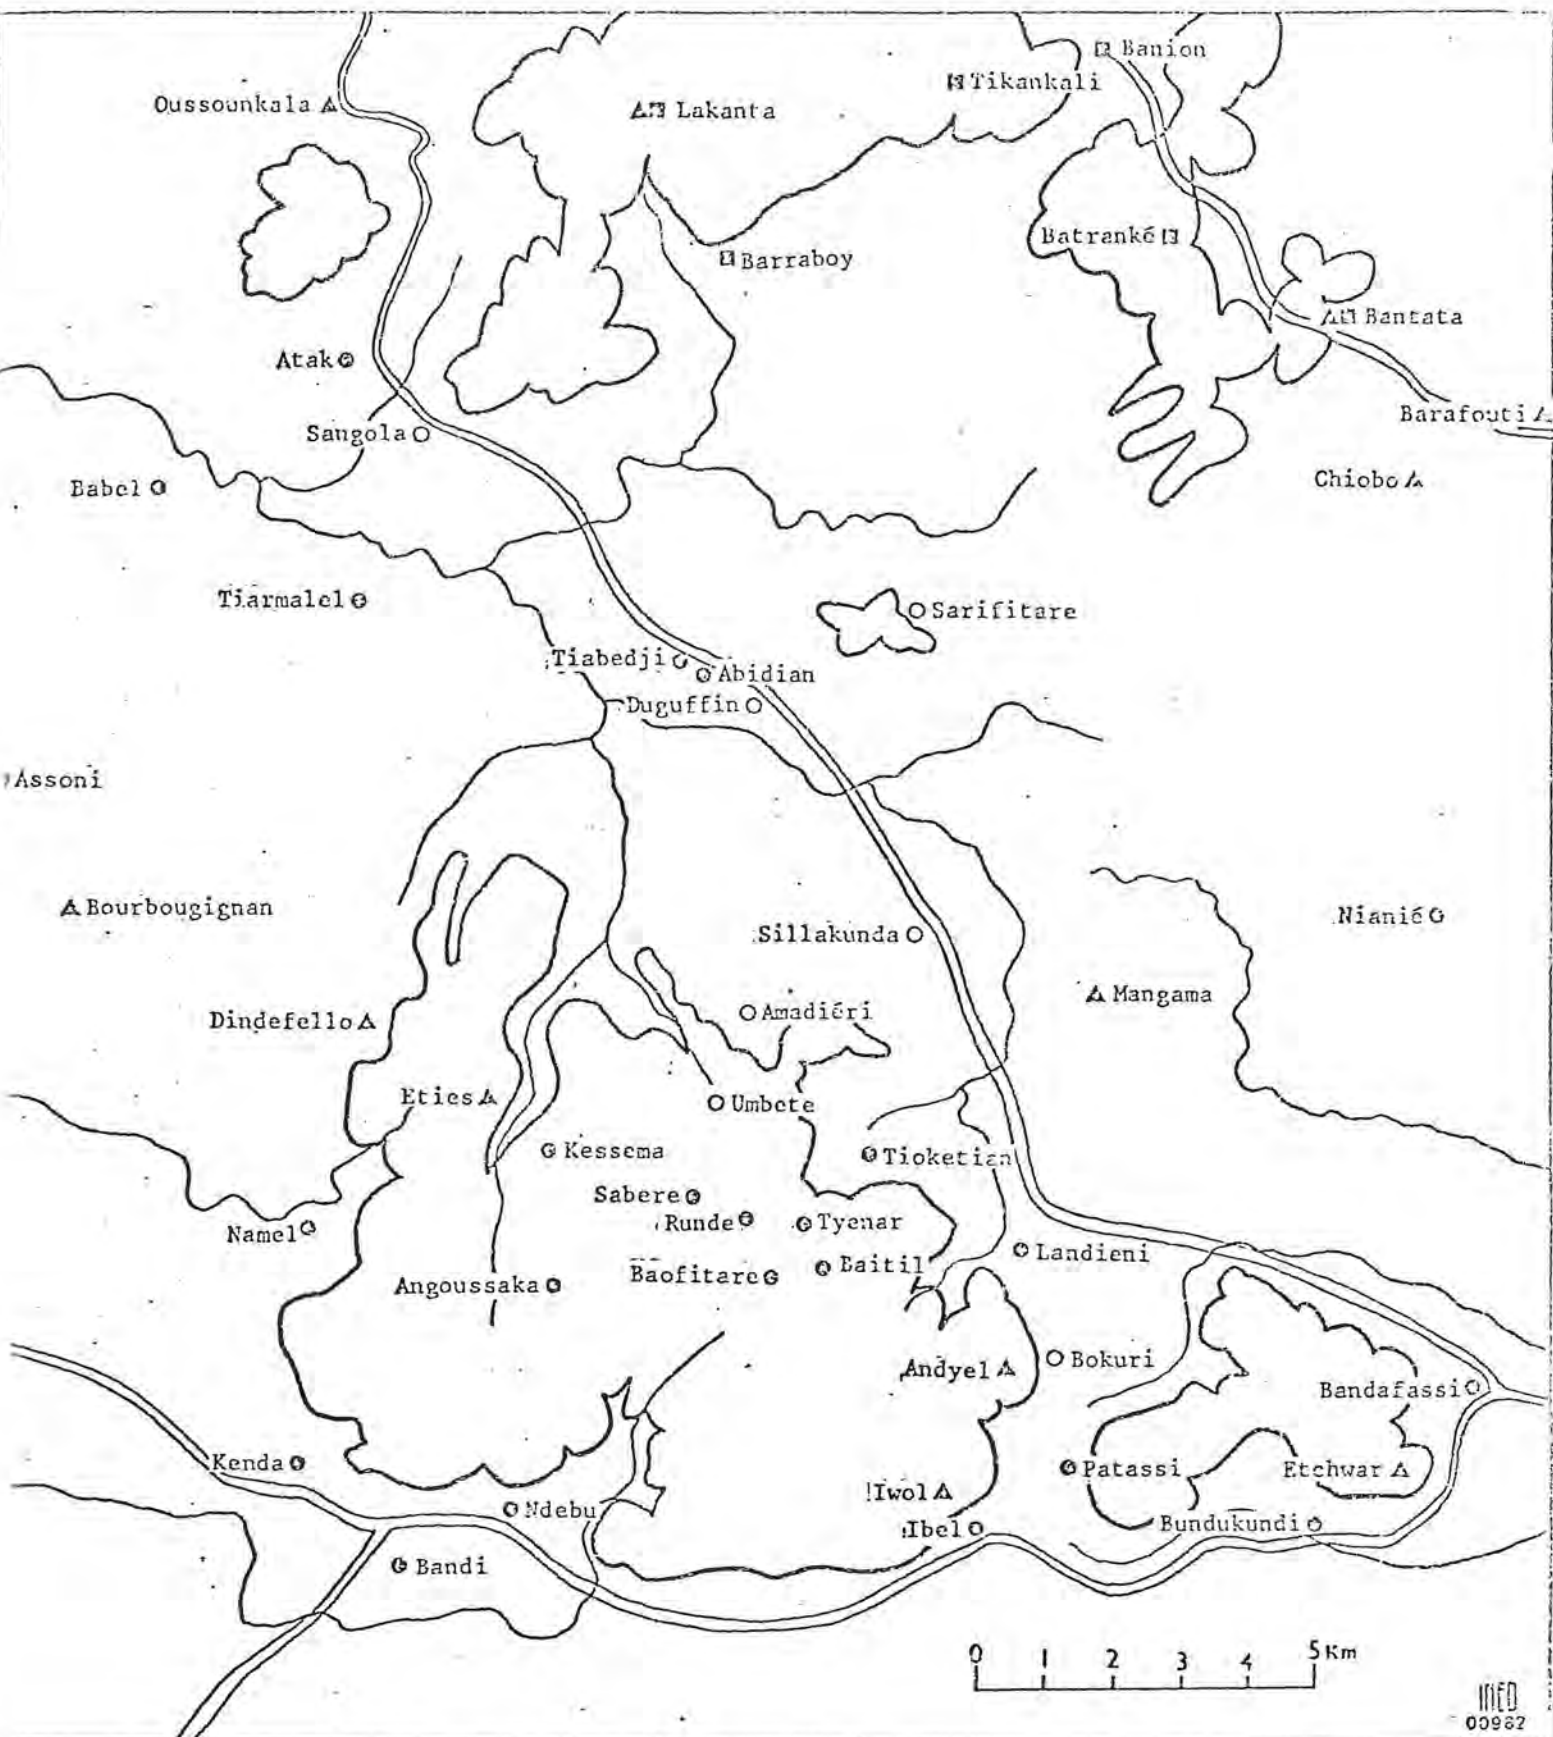 Banion
Tikankali
Oussounkala
Lakanta
Batranké
Barraboy
Bantata
Atak
Barafouti
Sangola
Chiobo
Babel
Tiarmalel
Sarifitare
Tiabedji
Abidian
Duguffin
Assoni
Bourbougignan
Nianié
Sillakunda
Mangama
Amadiéri
Dindefello
Eties
Umbete
Kessema
Tioketian
Sabere
Runde
Tyenar
Namel
Landieni
Baofitare
Baitil
Angoussaka
Andyel
Bokuri
Bandafassi
Kenda
Patassi
Etchwar
Iwol
Ndebu
Ibel
Bundukundi
Bandi
0 1 2 3 4 5 Km
INED
00982